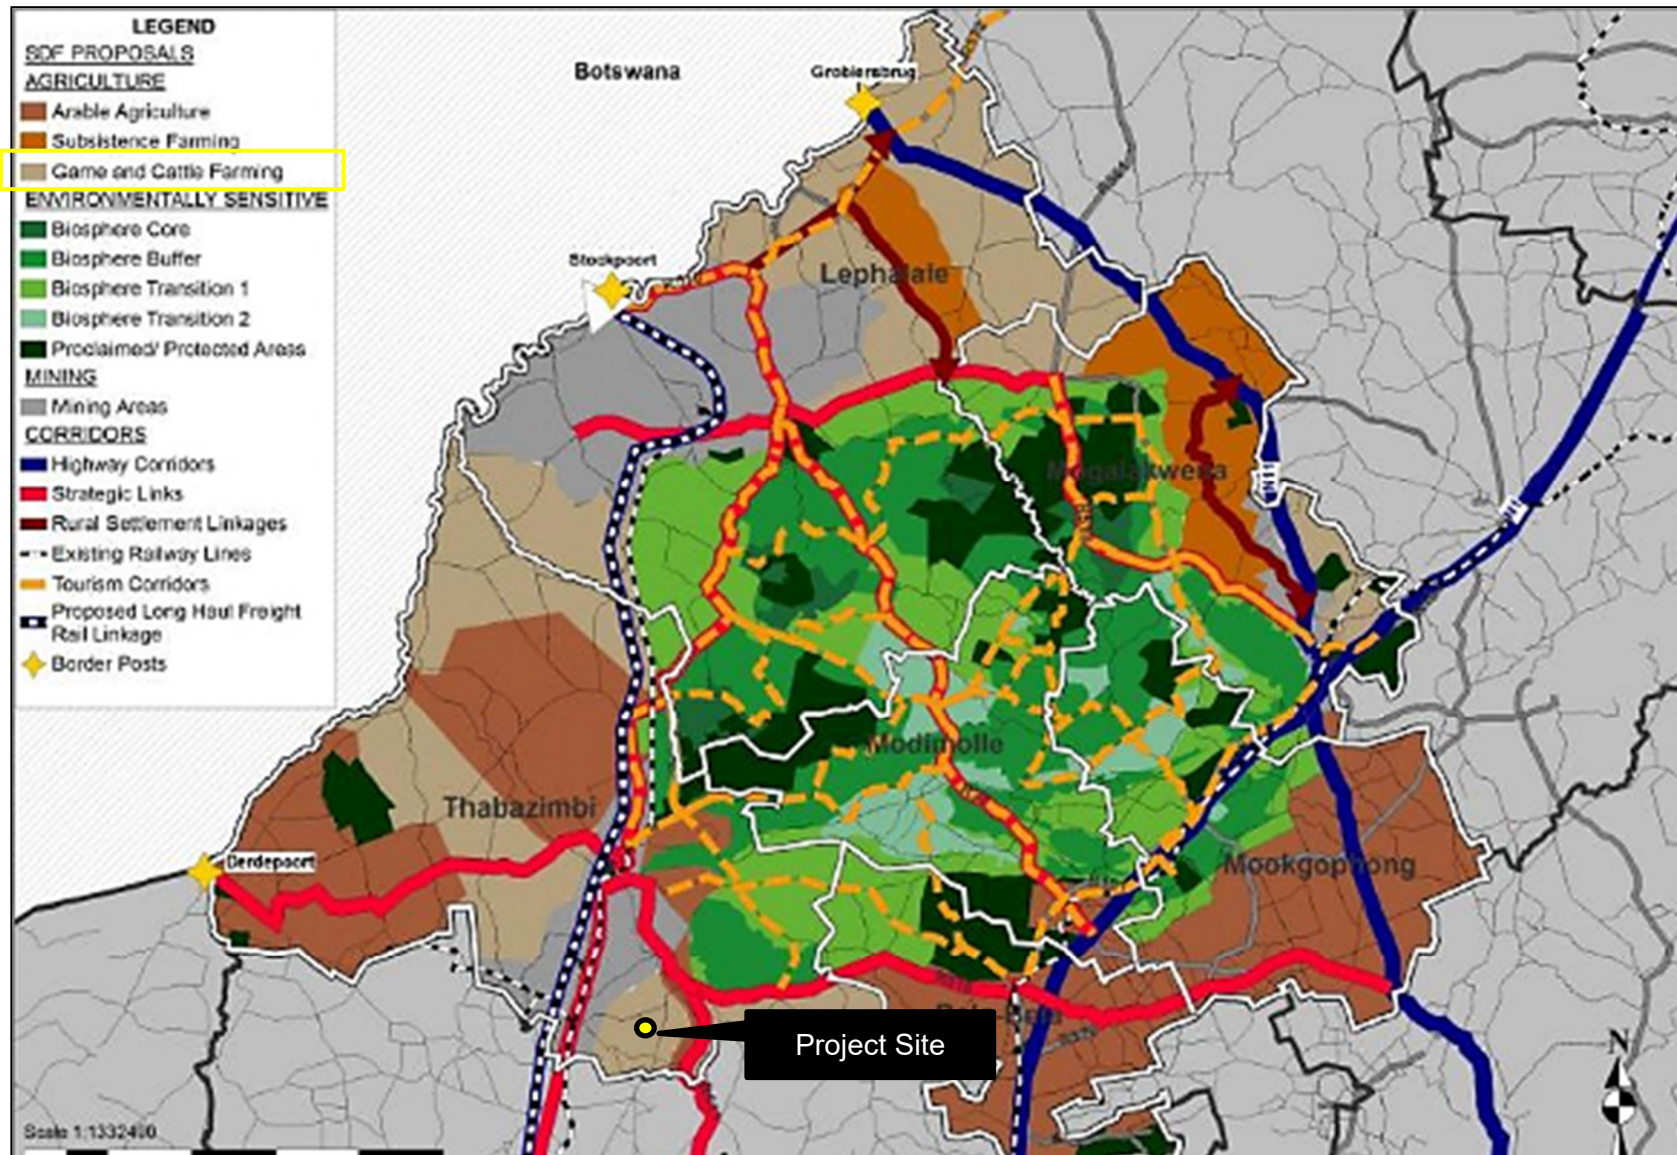 LEGEND
SDF PROPOSALS
AGRICULTURE
Arable Agriculture
Subsistence Farming
Game and Cattle Farming
ENVIRONMENTALLY SENSITIVE
Biosphere Core
Biosphere Buffer
Biosphere Transition 1
Biosphere Transition 2
Proclaimed/ Protected Areas
MINING
Mining Areas
CORRIDORS
Highway Corridors
Strategic Links
Rural Settlement Linkages
Existing Railway Lines
Tourism Corridors
Proposed Long Haul Freight
Rail Linkage
Border Posts
Scale 1:1332490
Botswana
Groblersbrug
Stockpoort
Lephalale
Mogalakwena
Modimolle
Thabazimbi
Derdepoort
Mookgophong
Project Site
N